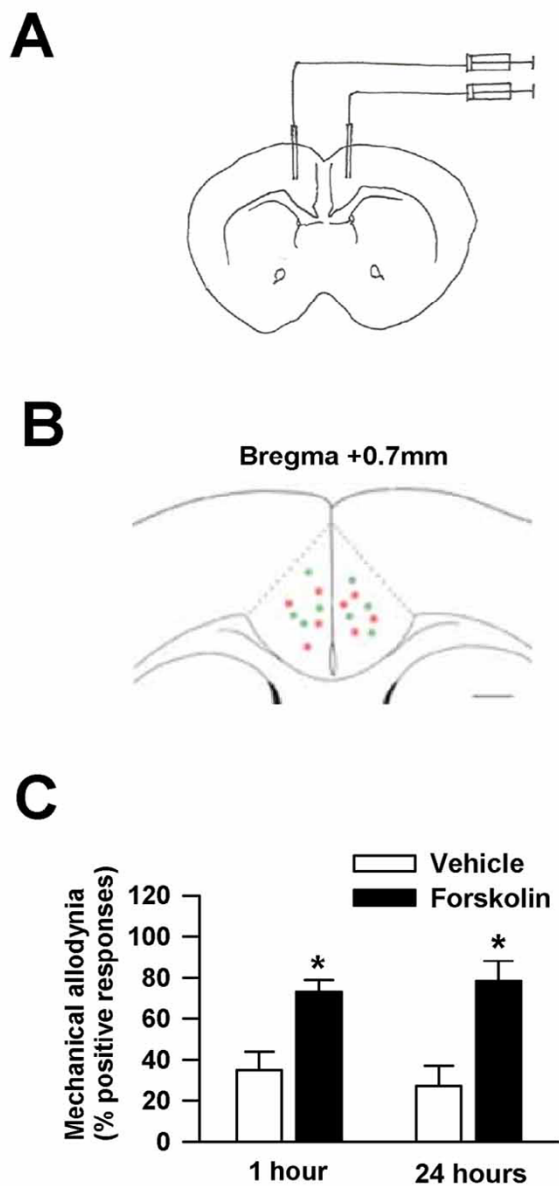 A
B
Bregma +0.7mm
C
Vehicle
Forskolin
Mechanical allodynia
(% positive responses)
120
100
80
60
40
20
0
*
*
1 hour
24 hours